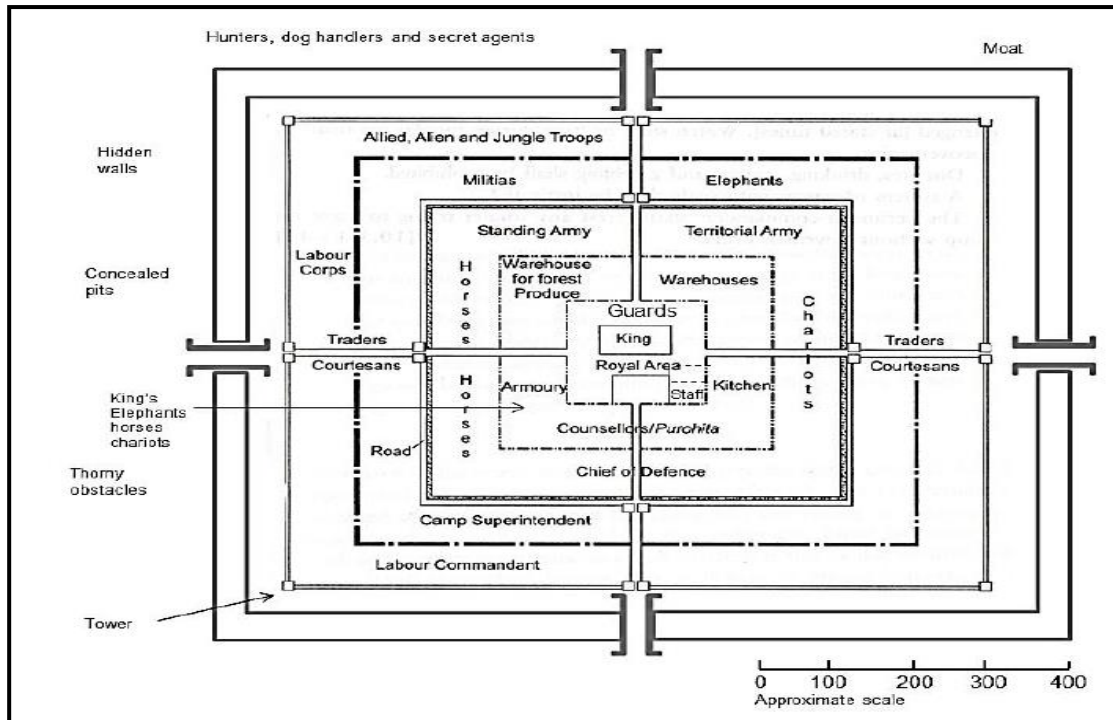 Hunters, dog handlers and secret agents
Moat
Allied, Alien and Jungle Troops
Hidden
walls
Militias
Elephants
Standing Army
Territorial Army
Labour
Corps
Horses
Warehouse
for forest
Produce
Warehouses
Concealed
pits
Guards
Chariots
King
Traders
Traders
Courtesans
Royal Area
Courtesans
Horses
Armoury
Staff
Kitchen
King's
Elephants
horses
chariots
Counsellors/Purohita
Road
Thorny
obstacles
Chief of Defence
Camp Superintendent
Labour Commandant
Tower
0 100 200 300 400
Approximate scale